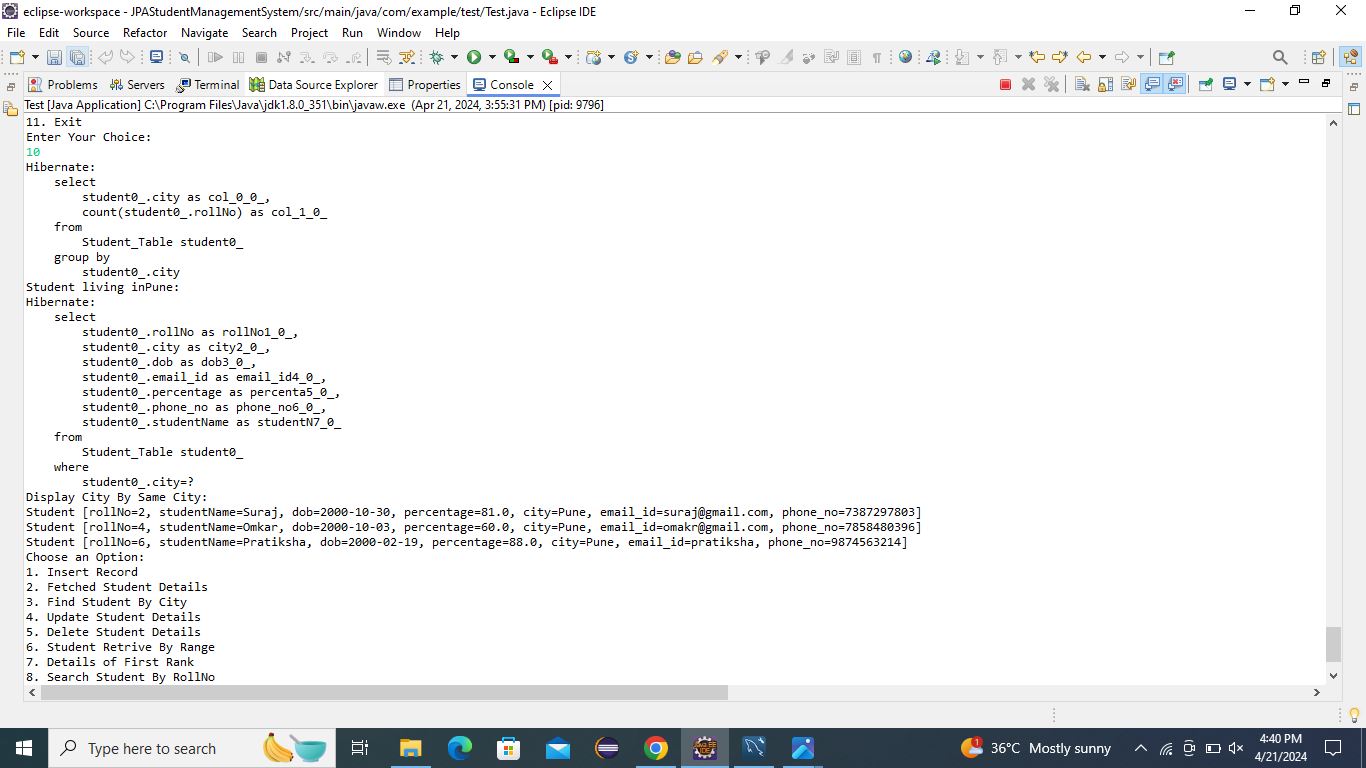 eclipse-workspace - JPAStudentManagementSystem/src/main/java/com/example/test/Test.java - Eclipse IDE
File Edit Source Refactor Navigate Search Project Run Window Help
Problems Servers Terminal Data Source Explorer Properties Console
Test [Java Application] C:\Program Files\Java\jdk1.8.0_351\bin\javaw.exe (Apr 21, 2024, 3:55:31 PM) [pid: 9796]
11. Exit
Enter Your Choice:
10
Hibernate:
    select
        student0_.city as col_0_0_,
        count(student0_.rollNo) as col_1_0_
    from
        Student_Table student0_
    group by
        student0_.city
Student living inPune:
Hibernate:
    select
        student0_.rollNo as rollNo1_0_,
        student0_.city as city2_0_,
        student0_.dob as dob3_0_,
        student0_.email_id as email_id4_0_,
        student0_.percentage as percenta5_0_,
        student0_.phone_no as phone_no6_0_,
        student0_.studentName as studentN7_0_
    from
        Student_Table student0_
    where
        student0_.city=?
Display City By Same City:
Student [rollNo=2, studentName=Suraj, dob=2000-10-30, percentage=81.0, city=Pune, email_id=suraj@gmail.com, phone_no=7387297803]
Student [rollNo=4, studentName=Omkar, dob=2000-10-03, percentage=60.0, city=Pune, email_id=omakr@gmail.com, phone_no=7858480396]
Student [rollNo=6, studentName=Pratiksha, dob=2000-02-19, percentage=88.0, city=Pune, email_id=pratiksha, phone_no=9874563214]
Choose an Option:
1. Insert Record
2. Fetched Student Details
3. Find Student By City
4. Update Student Details
5. Delete Student Details
6. Student Retrive By Range
7. Details of First Rank
8. Search Student By RollNo
Type here to search
1
36°C Mostly sunny
4:40 PM
4/21/2024